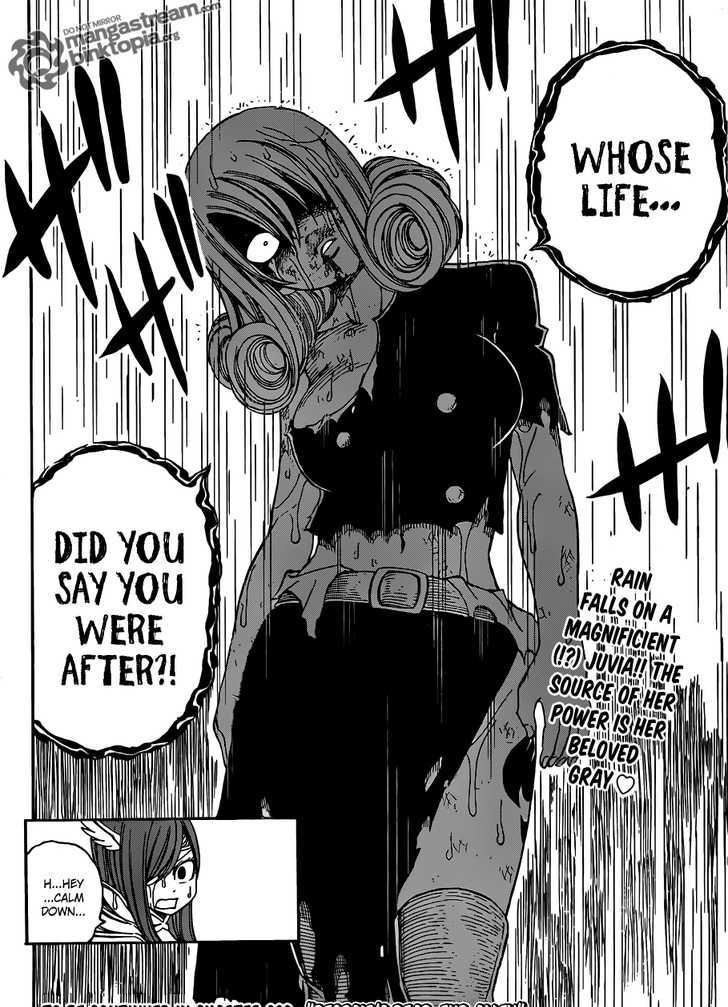 DO NOT MIRROR
mangastream.com
binktopia.org
WHOSE
LIFE...
DID YOU
SAY YOU
WERE
AFTER?!
RAIN
FALLS ON A
MAGNIFICIENT
(!?) JUVIA!! THE
SOURCE OF HER
POWER IS HER
BELOVED
GRAY♡
H...HEY
...CALM
DOWN...